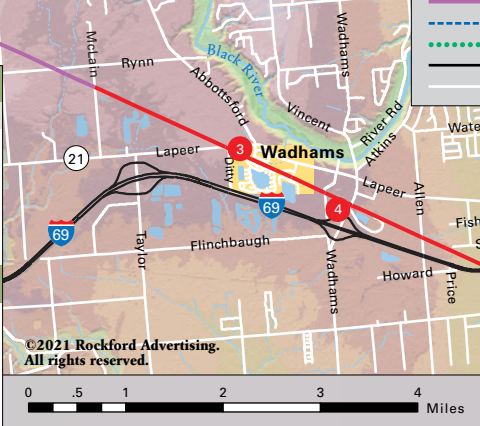 McLain
Rynn
Black River
Wadhams
Abbottsford
Vincent
River Rd
Atkins
Wate
21
Lapeer
3
Wadhams
Ditty
Lapeer
Allen
69
4
69
Taylor
Flinchbaugh
Wadhams
Fish
S
Howard
Price
©2021 Rockford Advertising.
All rights reserved.
0 .5 1 2 3 4 Miles